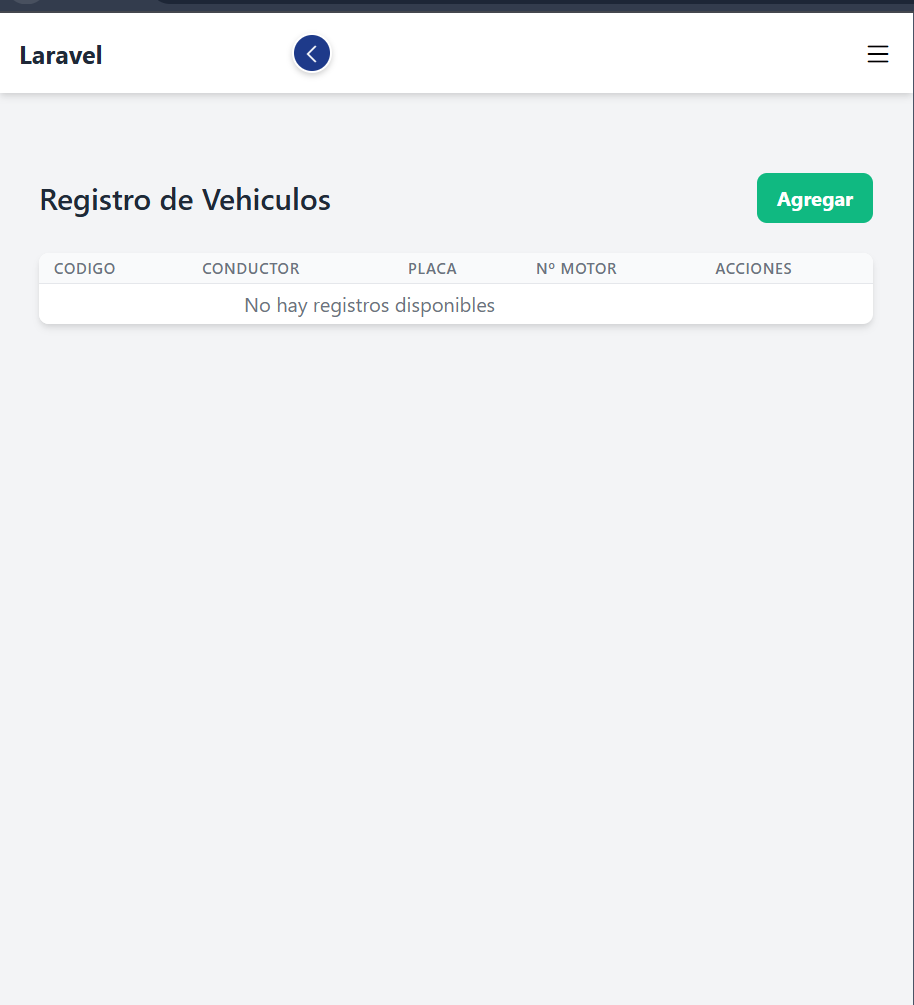 Laravel
Registro de Vehiculos
Agregar
CODIGO CONDUCTOR PLACA Nº MOTOR ACCIONES
No hay registros disponibles